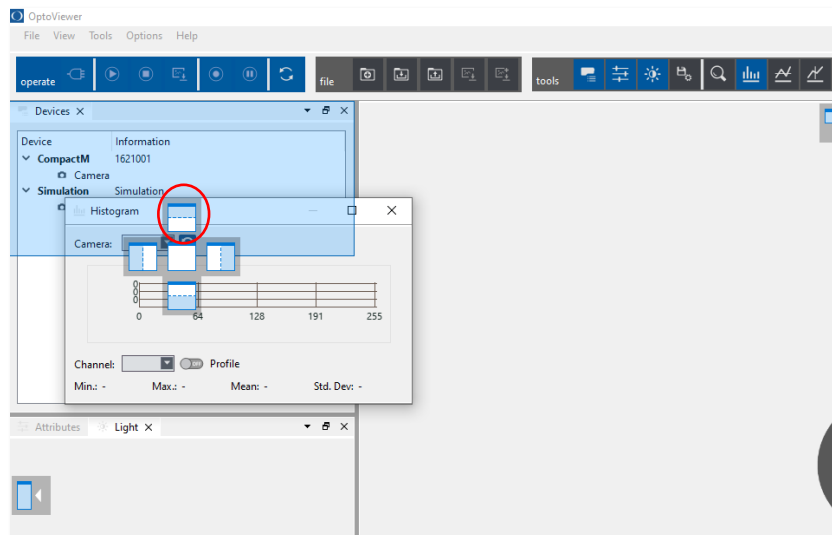 OptoViewer
File View Tools Options Help
operate file tools
Devices
Device Information
CompactM 1621001
Camera
Simulation Simulation
Histogram
Camera:
0
0
0
0 64 128 191 255
Channel: OFF Profile
Min.: - Max.: - Mean: - Std. Dev: -
Attributes Light